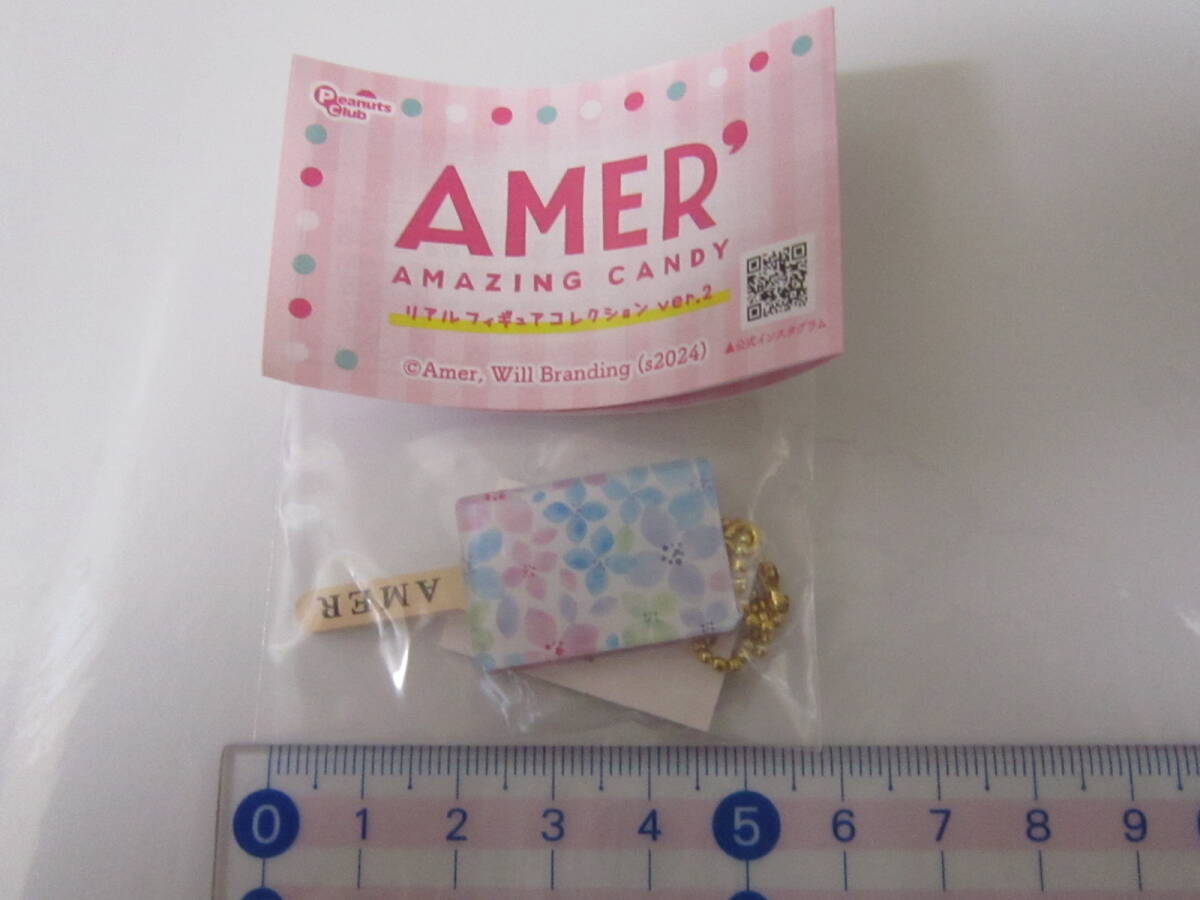 Peanuts
Club
AMER'
AMAZING CANDY
リアルフィギュアコレクション ver.2
©Amer, Will Branding (s2024)
▲公式インスタグラム
AMER
0 1 2 3 4 5 6 7 8 9